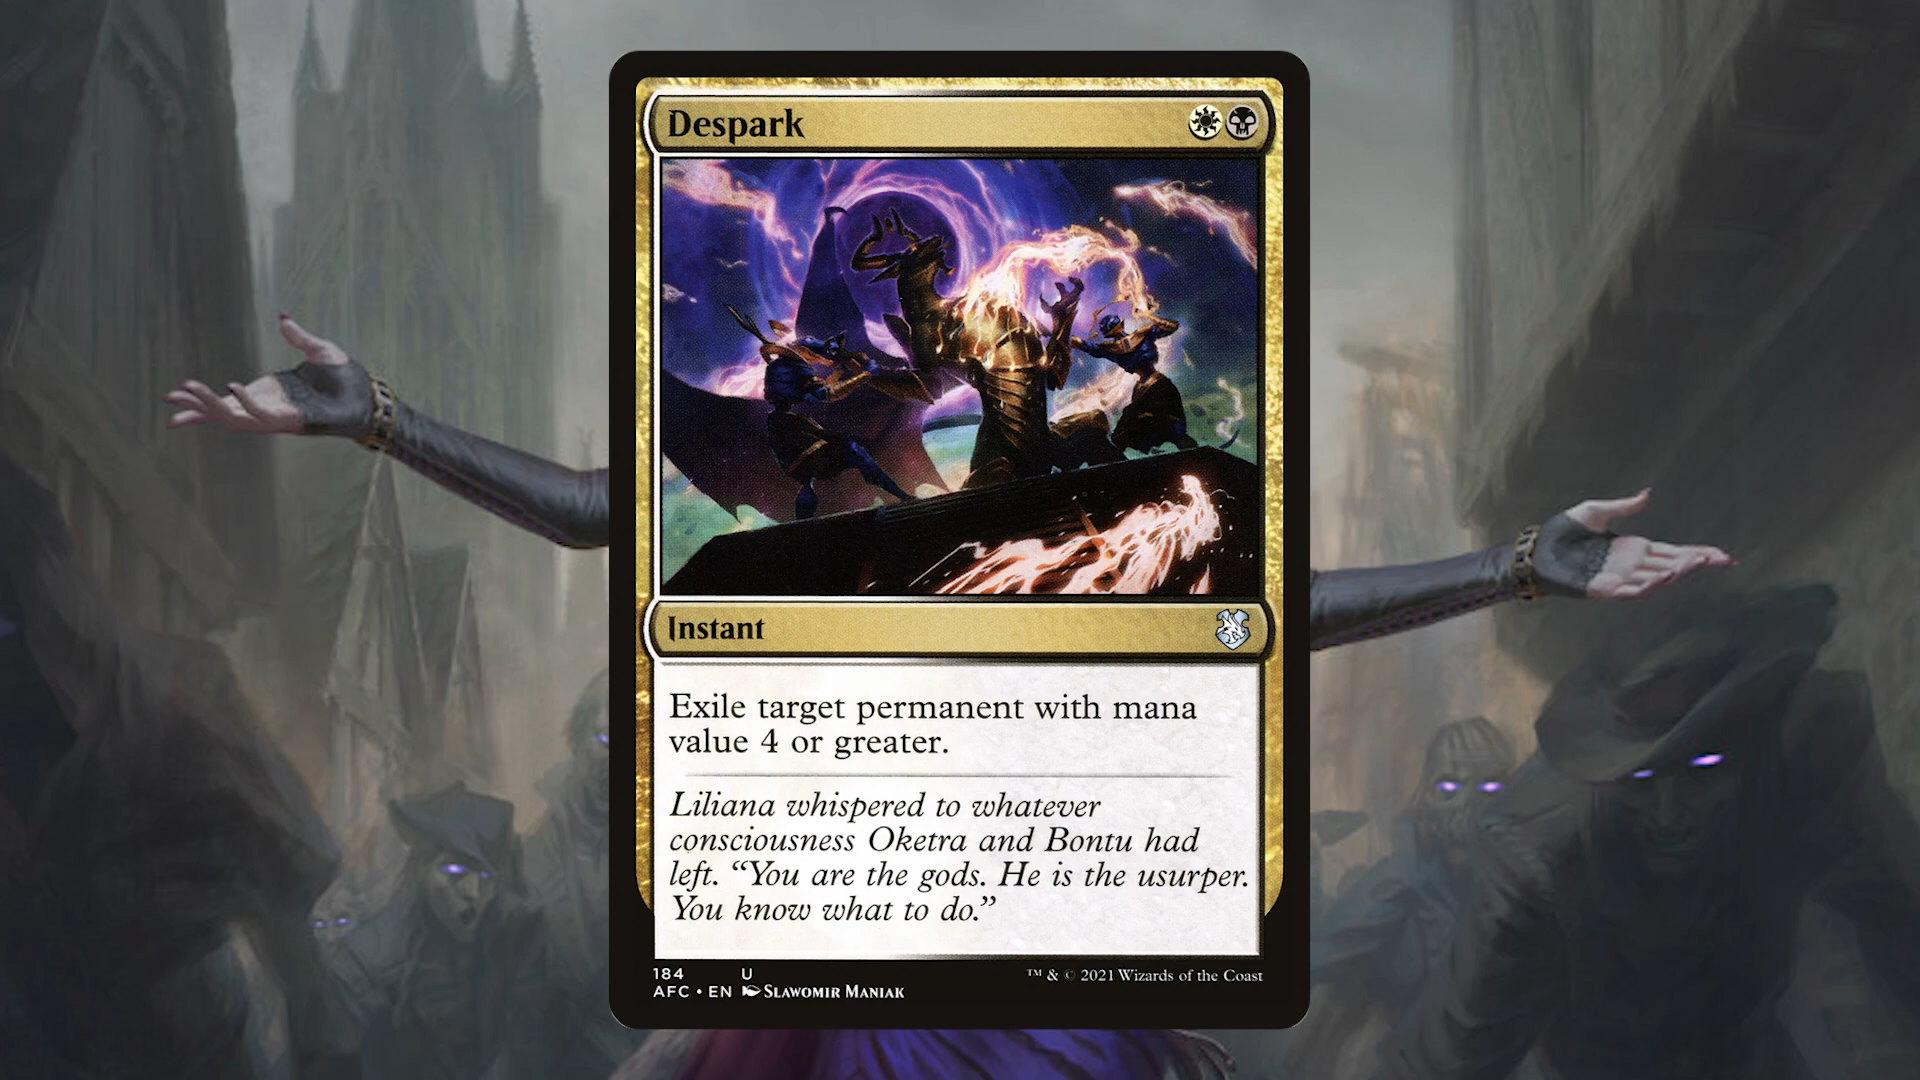 Despark
Instant
Exile target permanent with mana
value 4 or greater.
Liliana whispered to whatever
consciousness Oketra and Bontu had
left. “You are the gods. He is the usurper.
You know what to do.”
184 U
™ & © 2021 Wizards of the Coast
AFC • EN Slawomir Maniak